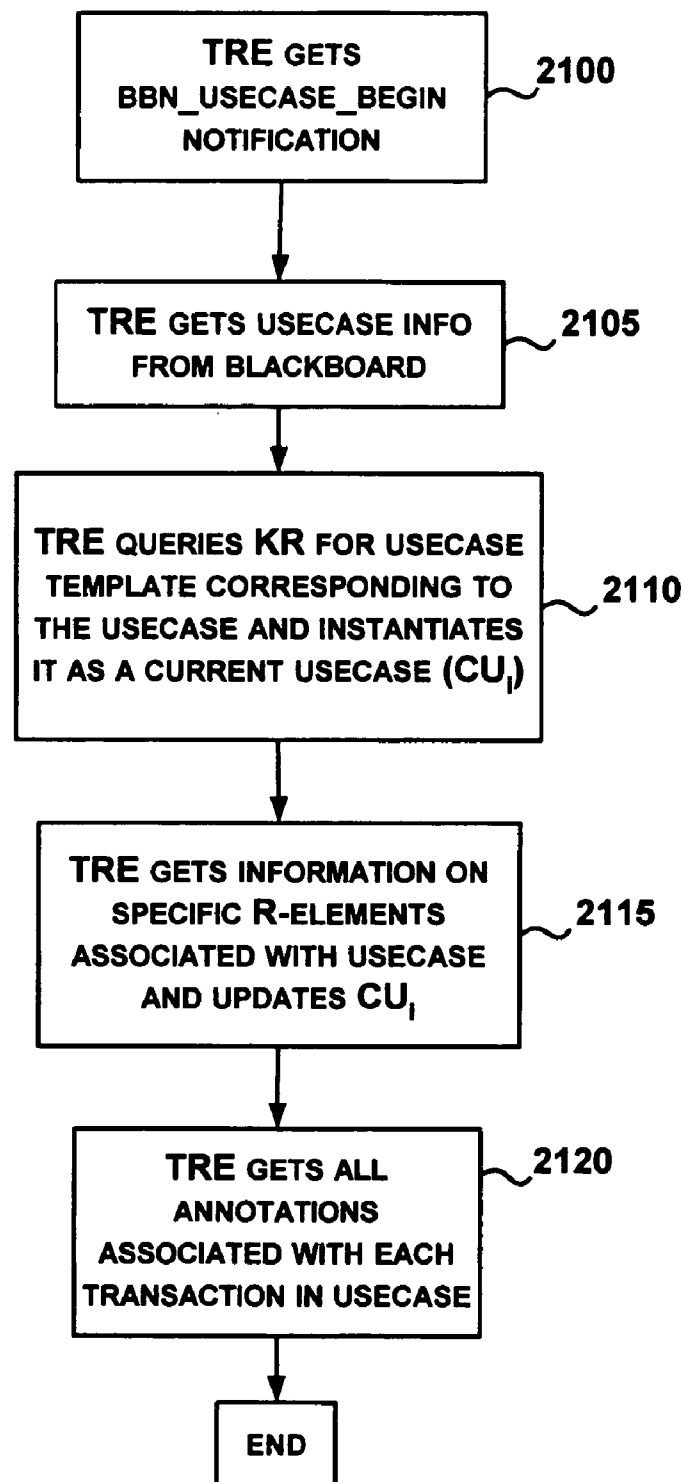 TRE GETS
BBN_USECASE_BEGIN
NOTIFICATION
2100
TRE GETS USECASE INFO
FROM BLACKBOARD
2105
TRE QUERIES KR FOR USECASE
TEMPLATE CORRESPONDING TO
THE USECASE AND INSTANTIATES
IT AS A CURRENT USECASE (CUi)
2110
TRE GETS INFORMATION ON
SPECIFIC R-ELEMENTS
ASSOCIATED WITH USECASE
AND UPDATES CUi
2115
TRE GETS ALL
ANNOTATIONS
ASSOCIATED WITH EACH
TRANSACTION IN USECASE
2120
END